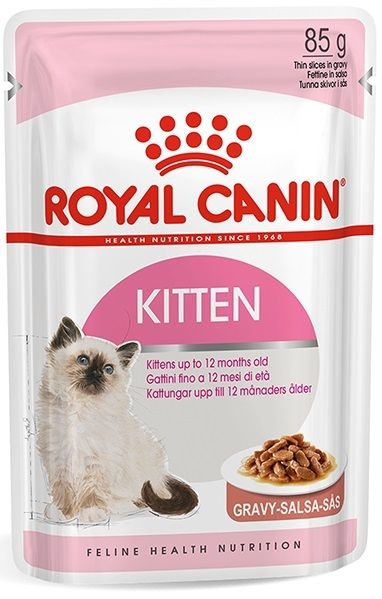 85 g
Thin slices in gravy
Fettine in salsa
Tunna skivor i sås
ROYAL CANIN®
HEALTH NUTRITION SINCE 1968
KITTEN
Kittens up to 12 months old
Gattini fino a 12 mesi di età
Kattungar upp till 12 månaders ålder
GRAVY-SALSA-SÅS
FELINE HEALTH NUTRITION